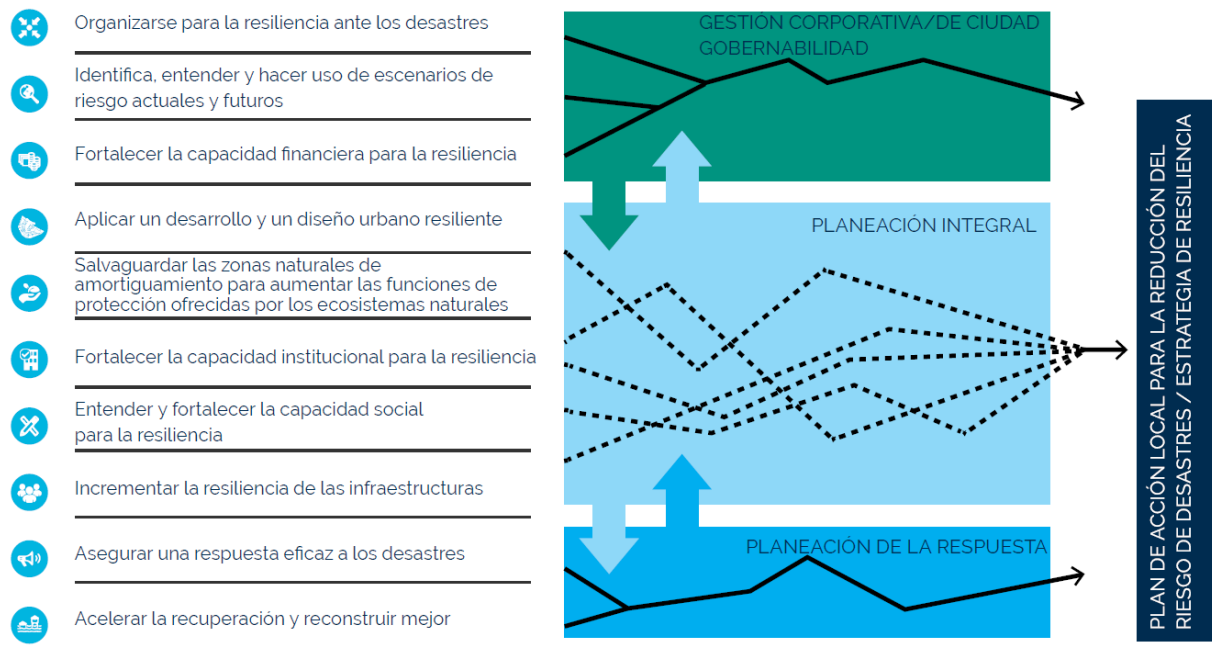 Organizarse para la resiliencia ante los desastres
Identifica, entender y hacer uso de escenarios de
riesgo actuales y futuros
Fortalecer la capacidad financiera para la resiliencia
Aplicar un desarrollo y un diseño urbano resiliente
Salvaguardar las zonas naturales de
amortiguamiento para aumentar las funciones de
protección ofrecidas por los ecosistemas naturales
Fortalecer la capacidad institucional para la resiliencia
Entender y fortalecer la capacidad social
para la resiliencia
Incrementar la resiliencia de las infraestructuras
Asegurar una respuesta eficaz a los desastres
Acelerar la recuperación y reconstruir mejor
GESTIÓN CORPORATIVA/DE CIUDAD
GOBERNABILIDAD
PLANEACIÓN INTEGRAL
PLANEACIÓN DE LA RESPUESTA
PLAN DE ACCIÓN LOCAL PARA LA REDUCCIÓN DEL
RIESGO DE DESASTRES / ESTRATEGIA DE RESILIENCIA